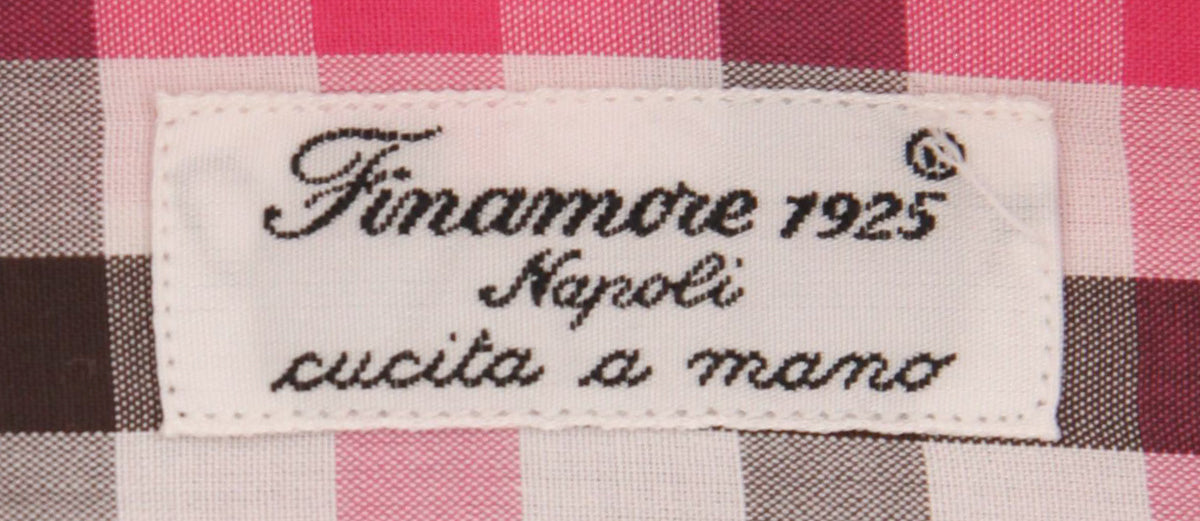 Finamore 1925 ®
Napoli
cucita a mano